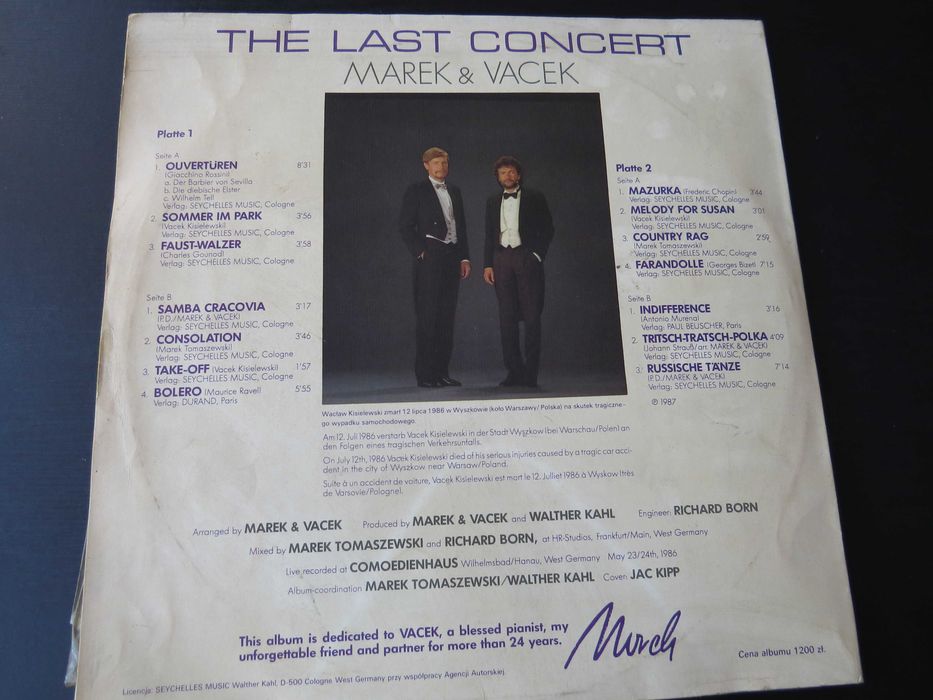 THE LAST CONCERT
MAREK & VACEK
Platte 1
Seite A
1. OUVERTÜREN 8'31
(Giacchino Rossini)
a. Der Barbier von Sevilla
b. Die diebische Elster
c. Wilhelm Tell
Verlag: SEYCHELLES MUSIC, Cologne
2. SOMMER IM PARK 3'56
(Vacek Kisielewski)
Verlag: SEYCHELLES MUSIC, Cologne
3. FAUST-WALZER 3'58
(Charles Gounod)
Verlag: SEYCHELLES MUSIC, Cologne
Seite B
1. SAMBA CRACOVIA 3'17
(P.D./MAREK & VACEK)
Verlag: SEYCHELLES MUSIC, Cologne
2. CONSOLATION 3'46
(Marek Tomaszewski)
Verlag: SEYCHELLES MUSIC, Cologne
3. TAKE-OFF (Vacek Kisielewski) 1'57
Verlag: SEYCHELLES MUSIC, Cologne
4. BOLERO (Maurice Ravel) 5'55
Verlag: DURAND, Paris
Platte 2
Seite A
1. MAZURKA (Frederic Chopin) 3'44
Verlag: SEYCHELLES MUSIC, Cologne
2. MELODY FOR SUSAN 3'01
(Vacek Kisielewski)
Verlag: SEYCHELLES MUSIC, Cologne
3. COUNTRY RAG 2'59
(Marek Tomaszewski)
Verlag: SEYCHELLES MUSIC, Cologne
4. FARANDOLLE (Georges Bizet) 7'15
Verlag: SEYCHELLES MUSIC, Cologne
Seite B
1. INDIFFERENCE 3'16
(Antonio Murena)
Verlag: PAUL BEUSCHER, Paris
2. TRITSCH-TRATSCH-POLKA 4'09
(Johann Strauß/arr. MAREK & VACEK)
Verlag: SEYCHELLES MUSIC, Cologne
3. RUSSISCHE TÄNZE 7'14
(P.D./MAREK & VACEK)
Verlag: SEYCHELLES MUSIC, Cologne
℗ 1987
Wacław Kisielewski zmarł 12 lipca 1986 w Wyszkowie (koło Warszawy/Polska) na skutek tragiczne-
go wypadku samochodowego.
Am 12. Juli 1986 verstarb Vacek Kisielewski in der Stadt Wyszkow (bei Warschau/Polen) an
den Folgen eines tragischen Verkehrsunfalls.
On July 12th, 1986 Vacek Kisielewski died of his serious injuries caused by a tragic car acci-
dent in the city of Wyszkow near Warsaw/Poland.
Suite à un accident de voiture, Vacek Kisielewski est mort le 12. Julliet 1986 à Wyskow (très
de Varsovie/Pologne).
Arranged by MAREK & VACEK Produced by MAREK & VACEK and WALTHER KAHL Engineer: RICHARD BORN
Mixed by MAREK TOMASZEWSKI and RICHARD BORN, at HR-Studios, Frankfurt/Main, West Germany
Live recorded at COMOEDIENHAUS Wilhelmsbad/Hanau, West Germany May 23/24th, 1986
Album-coordination MAREK TOMASZEWSKI/WALTHER KAHL Cover: JAC KIPP
This album is dedicated to VACEK, a blessed pianist, my
unforgettable friend and partner for more than 24 years.
Cena albumu 1200 zł.
Licencja: SEYCHELLES MUSIC Walther Kahl, D-500 Cologne West Germany przy współpracy Agencji Autorskiej.